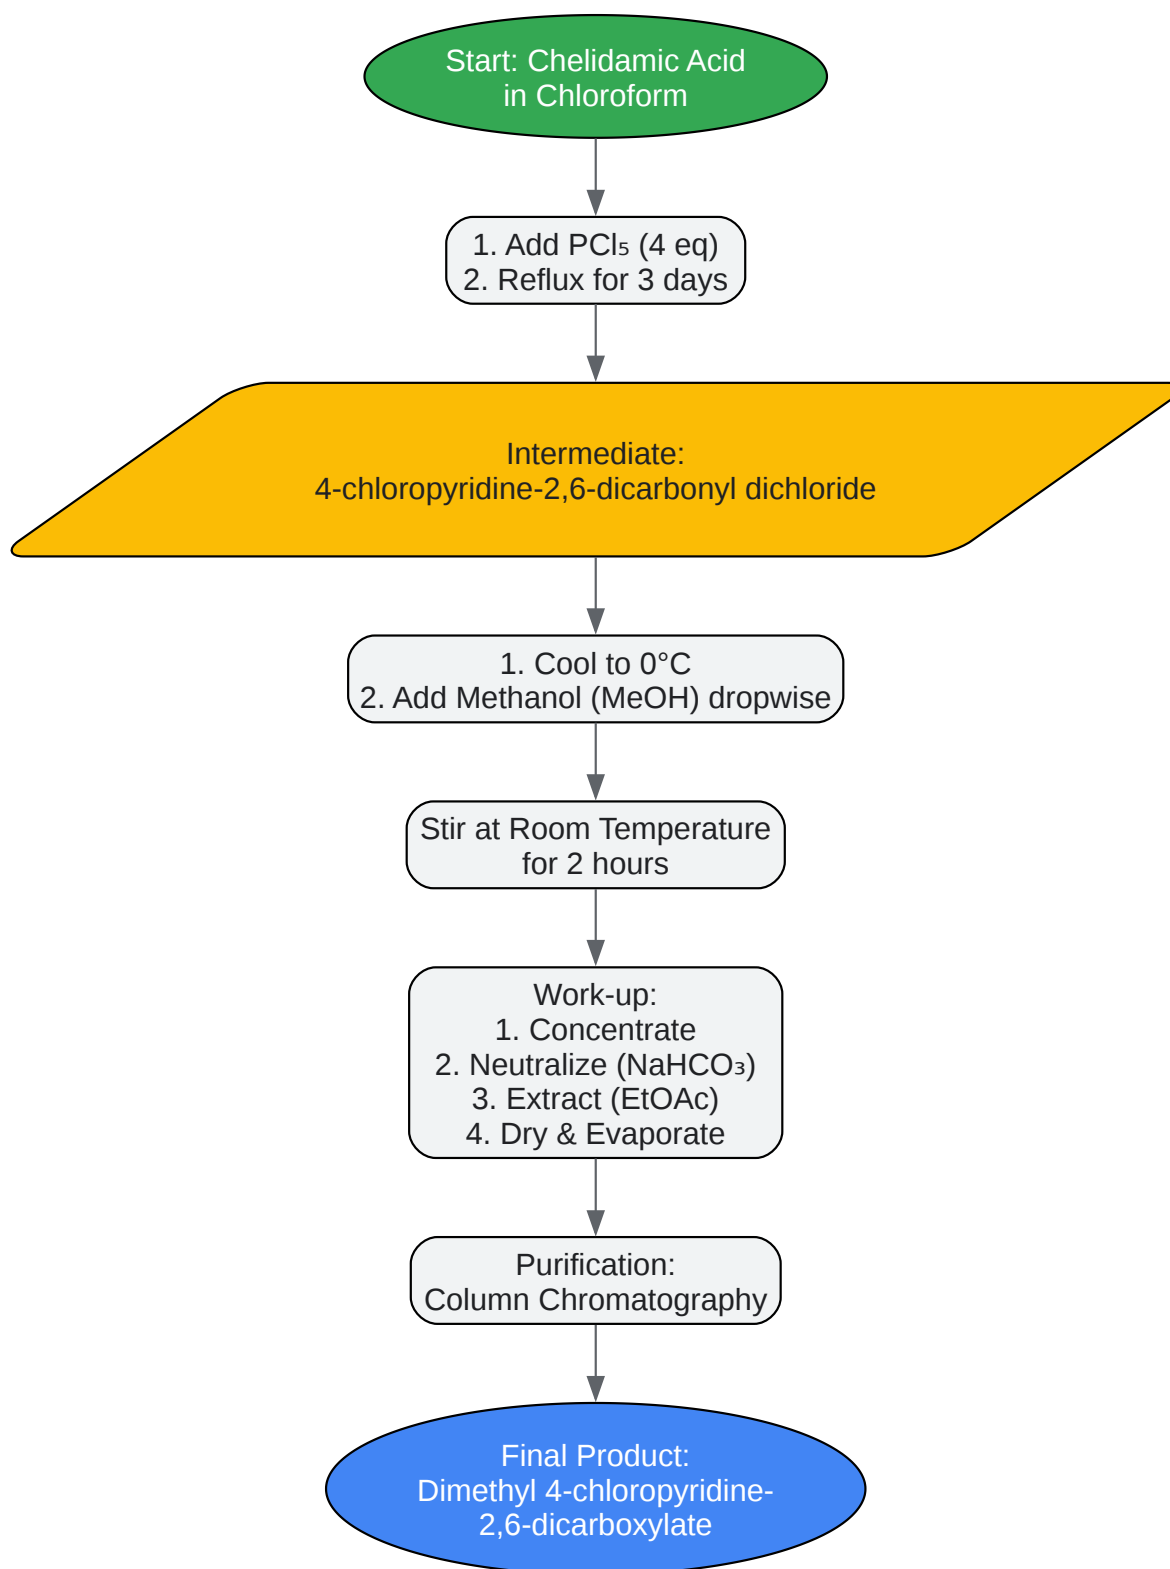 Start: Chelidamic Acid
in Chloroform
1. Add PCl₅ (4 eq)
2. Reflux for 3 days
Intermediate:
4-chloropyridine-2,6-dicarbonyl dichloride
1. Cool to 0°C
2. Add Methanol (MeOH) dropwise
Stir at Room Temperature
for 2 hours
Work-up:
1. Concentrate
2. Neutralize (NaHCO₃)
3. Extract (EtOAc)
4. Dry & Evaporate
Purification:
Column Chromatography
Final Product:
Dimethyl 4-chloropyridine-
2,6-dicarboxylate